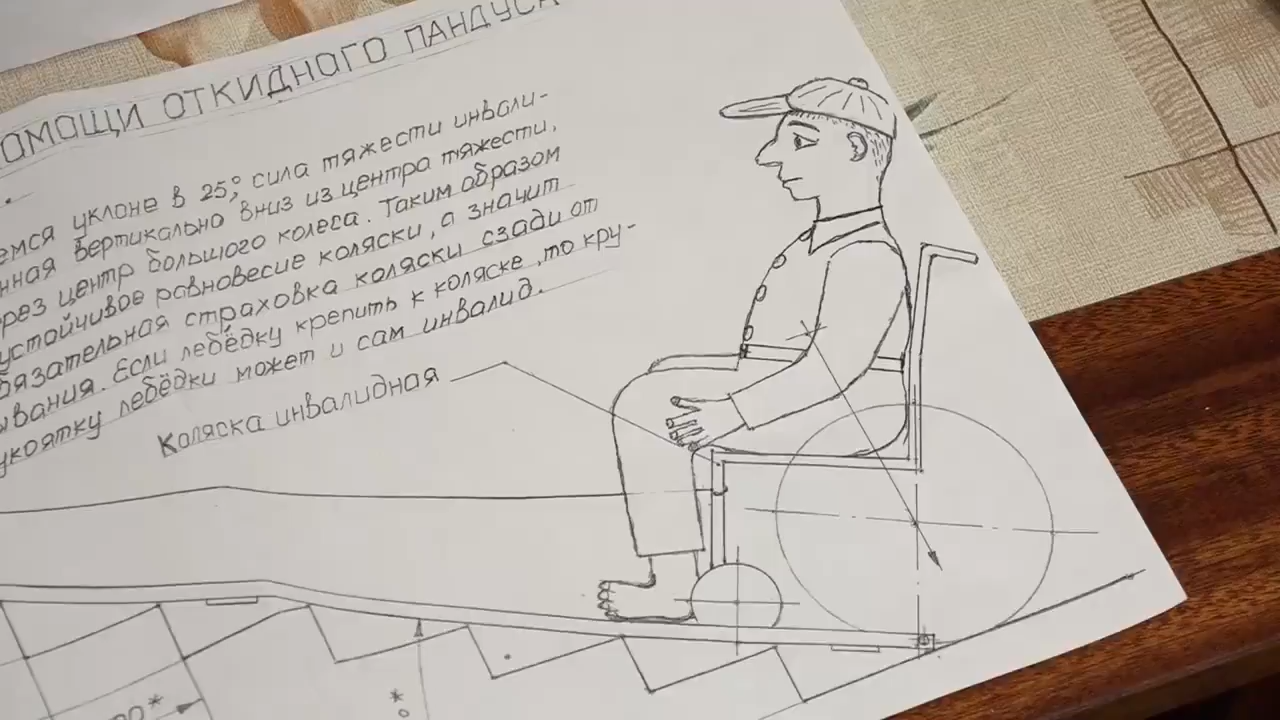 ОМОЩИ ОТКИДНОГО ПАНДУСА
емся уклоне в 25°, сила тяжести инвали-
нная вертикально вниз из центра тяжести,
рез центр большого колеса. Таким образом
устойчивое равновесие коляски, а значит
бязательная страховка коляски сзади от
ывания. Если лебёдку крепить к коляске, то кру-
укоятку лебёдки может и сам инвалид.
Коляска инвалидная